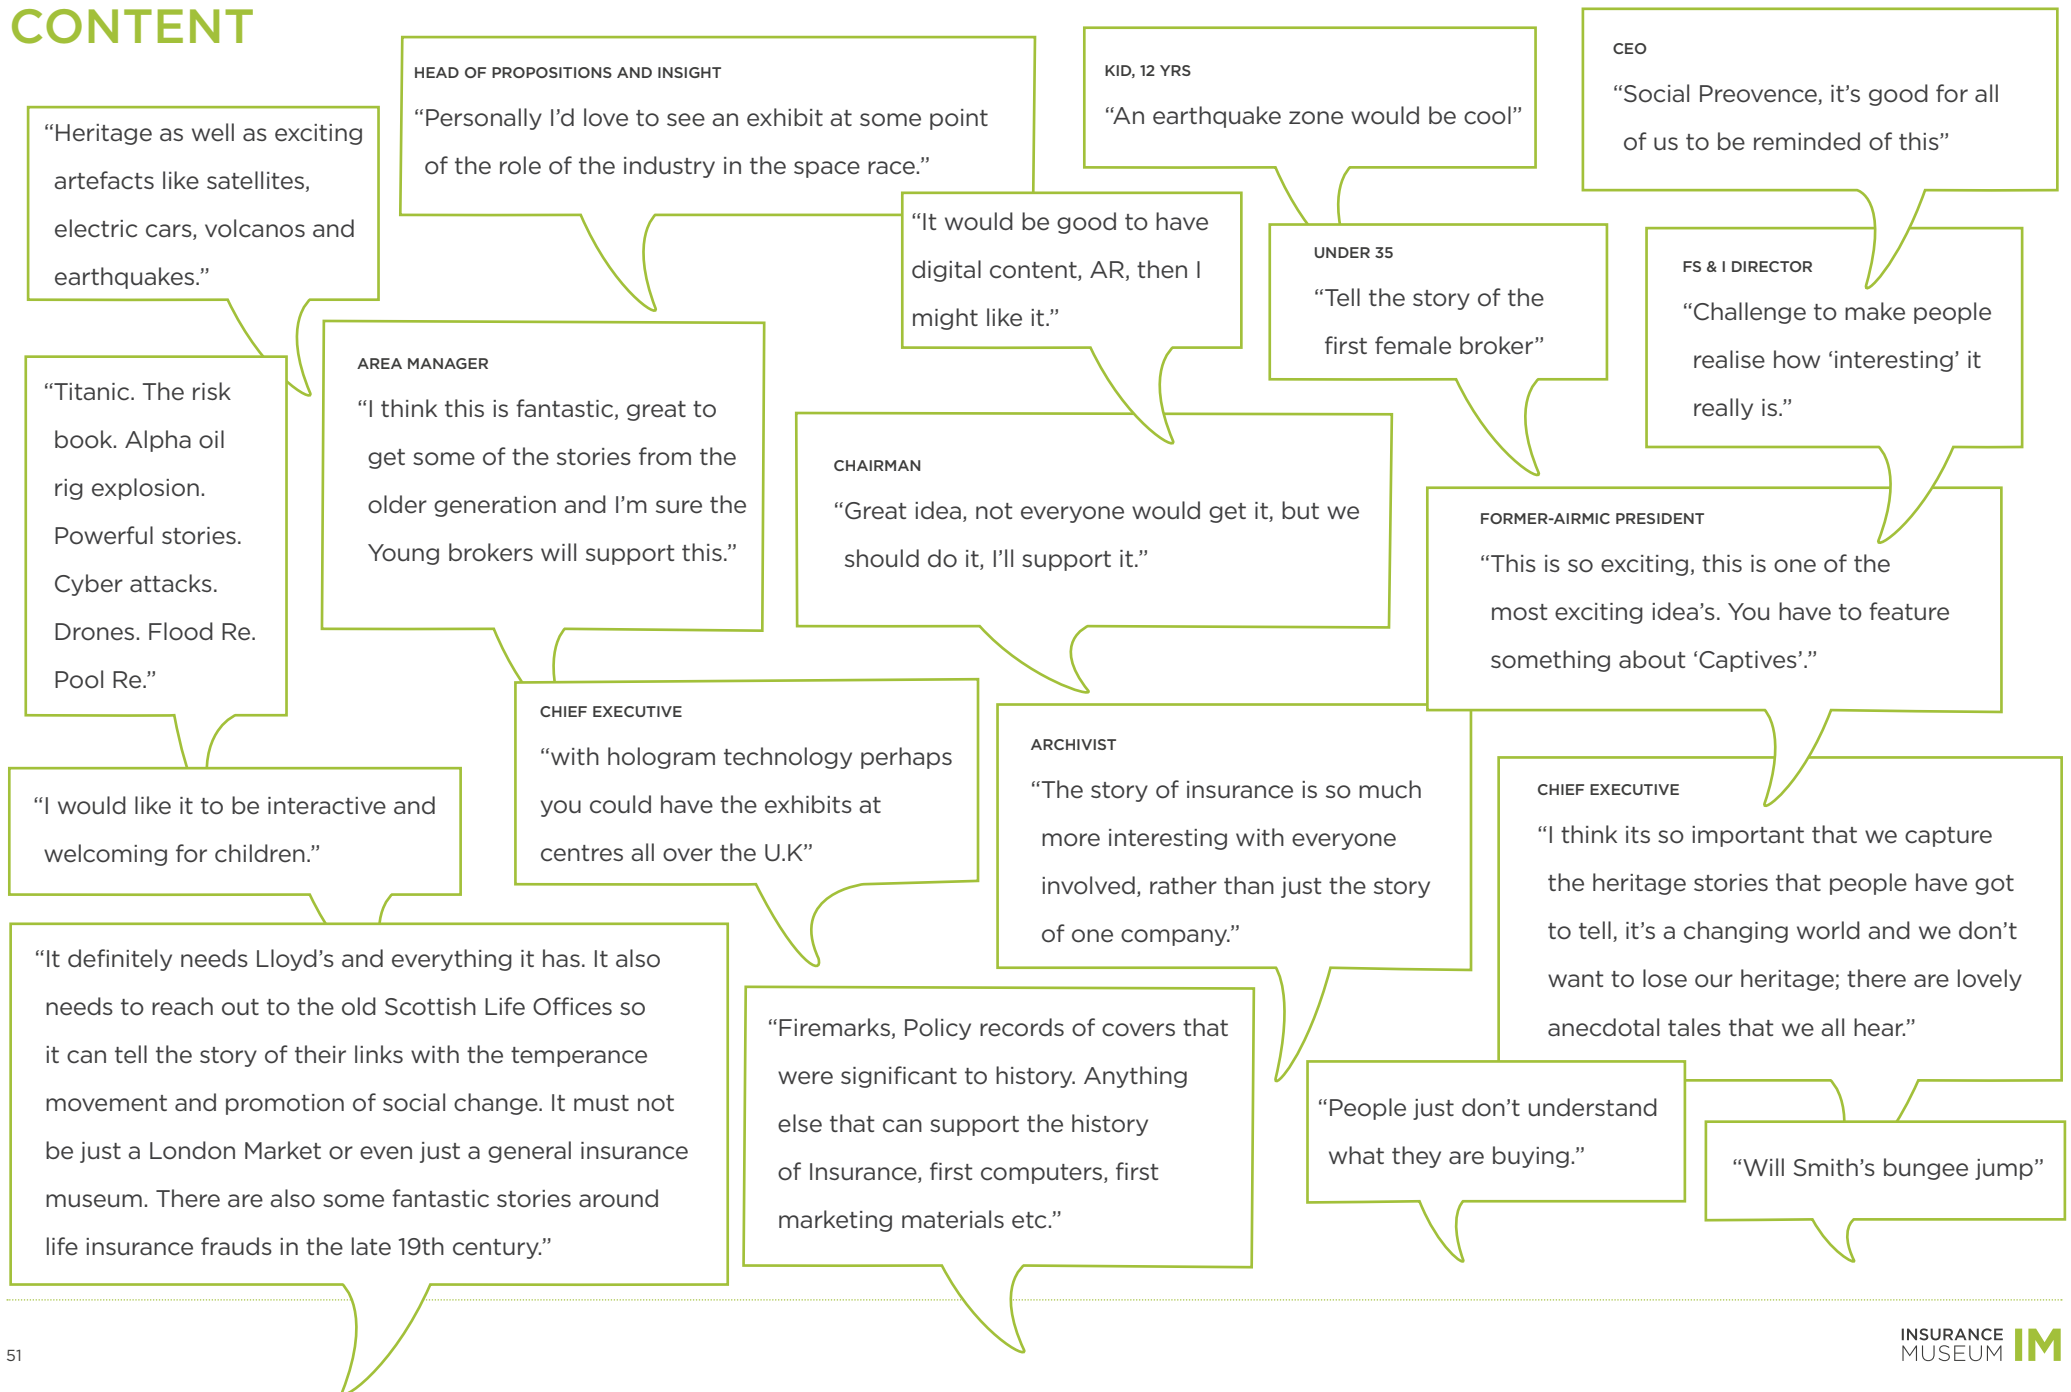 CONTENT
“Heritage as well as exciting
artefacts like satellites,
electric cars, volcanos and
earthquakes.”
HEAD OF PROPOSITIONS AND INSIGHT
“Personally I’d love to see an exhibit at some point
of the role of the industry in the space race.”
KID, 12 YRS
“An earthquake zone would be cool”
CEO
“Social Preovence, it’s good for all
of us to be reminded of this”
“It would be good to have
digital content, AR, then I
might like it.”
UNDER 35
“Tell the story of the
first female broker”
FS & I DIRECTOR
“Challenge to make people
realise how ‘interesting’ it
really is.”
“Titanic. The risk
book. Alpha oil
rig explosion.
Powerful stories.
Cyber attacks.
Drones. Flood Re.
Pool Re.”
AREA MANAGER
“I think this is fantastic, great to
get some of the stories from the
older generation and I’m sure the
Young brokers will support this.”
CHAIRMAN
“Great idea, not everyone would get it, but we
should do it, I’ll support it.”
FORMER-AIRMIC PRESIDENT
“This is so exciting, this is one of the
most exciting idea’s. You have to feature
something about ‘Captives’.”
“I would like it to be interactive and
welcoming for children.”
CHIEF EXECUTIVE
“with hologram technology perhaps
you could have the exhibits at
centres all over the U.K”
ARCHIVIST
“The story of insurance is so much
more interesting with everyone
involved, rather than just the story
of one company.”
CHIEF EXECUTIVE
“I think its so important that we capture
the heritage stories that people have got
to tell, it’s a changing world and we don’t
want to lose our heritage; there are lovely
anecdotal tales that we all hear.”
“It definitely needs Lloyd’s and everything it has. It also
needs to reach out to the old Scottish Life Offices so
it can tell the story of their links with the temperance
movement and promotion of social change. It must not
be just a London Market or even just a general insurance
museum. There are also some fantastic stories around
life insurance frauds in the late 19th century.”
“Firemarks, Policy records of covers that
were significant to history. Anything
else that can support the history
of Insurance, first computers, first
marketing materials etc.”
“People just don’t understand
what they are buying.”
“Will Smith’s bungee jump”
51
INSURANCE
MUSEUM IM